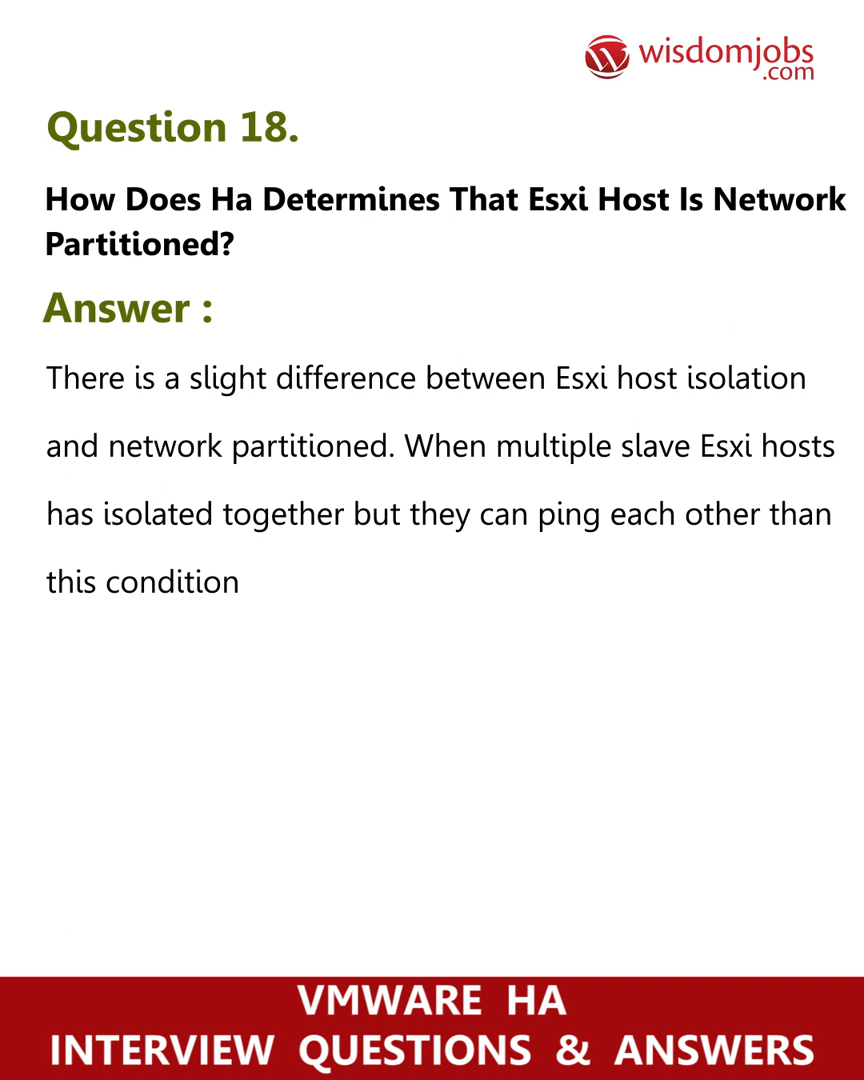 wisdomjobs
.com
Question 18.
How Does Ha Determines That Esxi Host Is Network
Partitioned?
Answer :
There is a slight difference between Esxi host isolation
and network partitioned. When multiple slave Esxi hosts
has isolated together but they can ping each other than
this condition
VMWARE HA
INTERVIEW QUESTIONS & ANSWERS